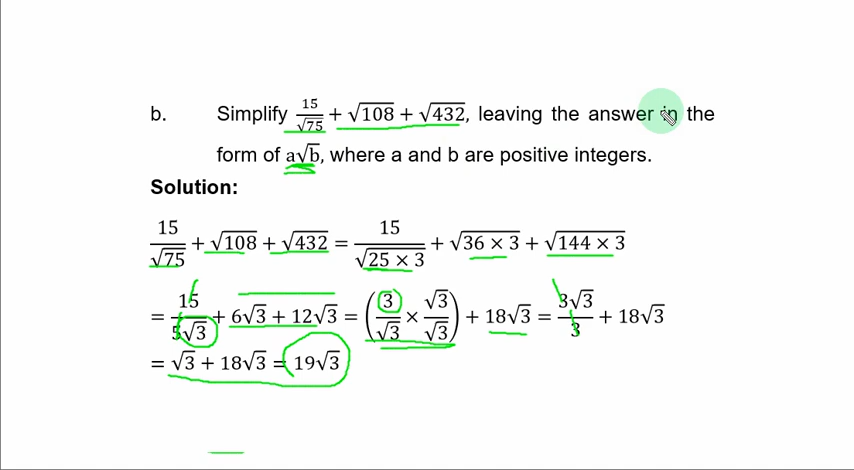 b. Simplify 15/√75 + √108 + √432, leaving the answer in the
form of a√b, where a and b are positive integers.
Solution:
15/√75 + √108 + √432 = 15/√(25 × 3) + √(36 × 3) + √(144 × 3)
= 15/(5√3) + 6√3 + 12√3 = (3/√3 × √3/√3) + 18√3 = 3√3/3 + 18√3
= √3 + 18√3 = 19√3